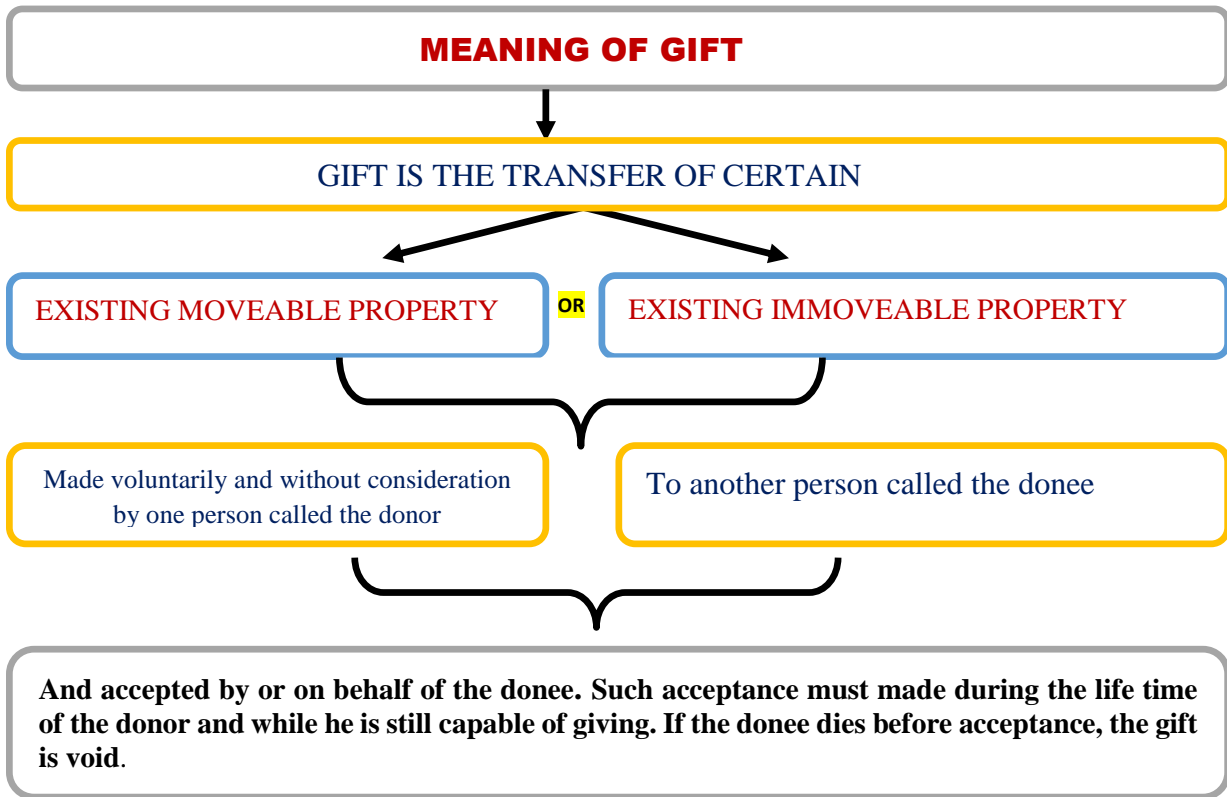 MEANING OF GIFT
GIFT IS THE TRANSFER OF CERTAIN
EXISTING MOVEABLE PROPERTY
OR
EXISTING IMMOVEABLE PROPERTY
Made voluntarily and without consideration
by one person called the donor
To another person called the donee
And accepted by or on behalf of the donee. Such acceptance must made during the life time
of the donor and while he is still capable of giving. If the donee dies before acceptance, the gift
is void.